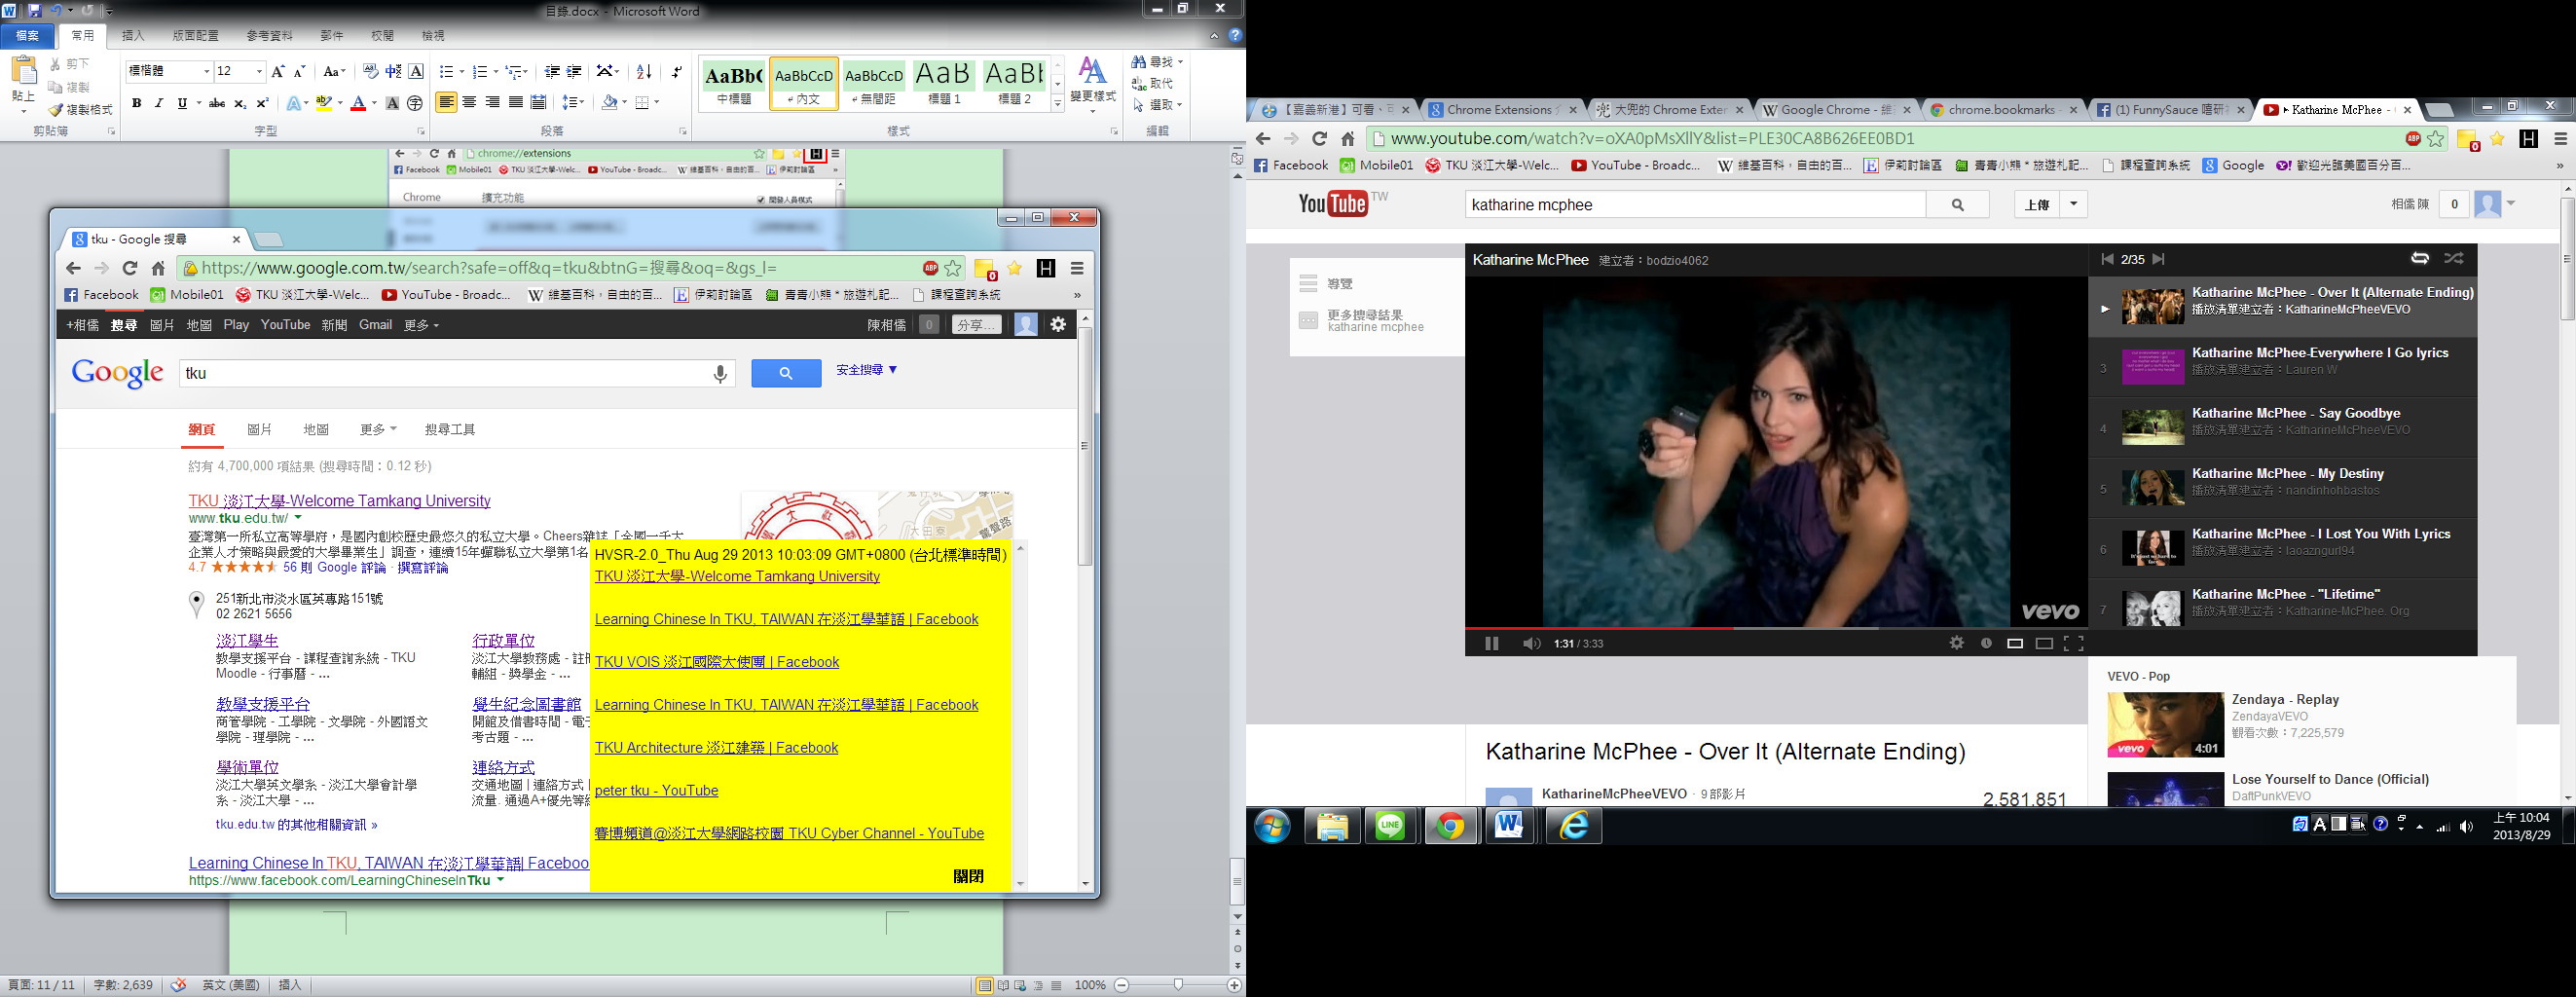 目錄.docx - Microsoft Word
檔案 常用 插入 版面配置 參考資料 郵件 校閱 檢視
貼上 剪下
複製
複製格式
標楷體 12
AaBb( AaBbCcD AaBbCcD AaB AaBb
中標題 內文 無間距 標題 1 標題 2
變更樣式
尋找
取代
選取
剪貼簿 字型 段落 樣式 編輯
chrome://extensions
Facebook Mobile01 TKU 淡江大學-Welc... YouTube - Broadc... 維基百科，自由的百... 伊莉討論區 »
Chrome 擴充功能 開發人員模式
tku - Google 搜尋
https://www.google.com.tw/search?safe=off&q=tku&btnG=搜尋&oq=&gs_l=
Facebook Mobile01 TKU 淡江大學-Welc... YouTube - Broadc... 維基百科，自由的百... 伊莉討論區 青青小熊＊旅遊札記... 課程查詢系統 »
+相儒 搜尋 圖片 地圖 Play YouTube 新聞 Gmail 更多 陳相儒 0 分享...
Google tku 安全搜尋 ▼
網頁 圖片 地圖 更多 搜尋工具
約有 4,700,000 項結果 (搜尋時間：0.12 秒)
TKU 淡江大學-Welcome Tamkang University
www.tku.edu.tw/
臺灣第一所私立高等學府，是國內創校歷史最悠久的私立大學。Cheers雜誌「全國一千大
企業人才策略與最愛的大學畢業生」調查，連續15年蟬聯私立大學第1名
4.7 ★★★★★ 56 則 Google 評論 · 撰寫評論
251新北市淡水區英專路151號
02 2621 5656
淡江學生
教學支援平台 - 課程查詢系統 - TKU
Moodle - 行事曆 - ...
行政單位
淡江大學教務處 - 註冊
輔組 - 獎學金 - ...
教學支援平台
商管學院 - 工學院 - 文學院 - 外國語文
學院 - 理學院 - ...
覺生紀念圖書館
開館及借書時間 - 電子
考古題 - ...
學術單位
淡江大學英文學系 - 淡江大學會計學
系 - 淡江大學 - ...
連絡方式
交通地圖 | 連絡方式 |
流量. 通過A+優先等級
tku.edu.tw 的其他相關資訊 »
Learning Chinese In TKU, TAIWAN 在淡江學華語| Faceboo
https://www.facebook.com/LearningChineseInTku
HVSR-2.0_Thu Aug 29 2013 10:03:09 GMT+0800 (台北標準時間)
TKU 淡江大學-Welcome Tamkang University
Learning Chinese In TKU, TAIWAN 在淡江學華語 | Facebook
TKU VOIS 淡江國際大使團 | Facebook
Learning Chinese In TKU, TAIWAN 在淡江學華語 | Facebook
TKU Architecture 淡江建築 | Facebook
peter tku - YouTube
賽博頻道@淡江大學網路校園 TKU Cyber Channel - YouTube
關閉
頁面: 11 / 11 字數: 2,639 英文 (美國) 插入 100%
【嘉義新港】可看、可 Chrome Extensions 大兜的 Chrome Exter Google Chrome - 維 chrome.bookmarks - (1) FunnySauce 嘻研 Katharine McPhee -
www.youtube.com/watch?v=oXA0pMsXllY&list=PLE30CA8B626EE0BD1
Facebook Mobile01 TKU 淡江大學-Welc... YouTube - Broadc... 維基百科，自由的百... 伊莉討論區 青青小熊＊旅遊札記... 課程查詢系統 Google 歡迎光臨美國百分百... »
YouTube TW katharine mcphee 上傳 相儒 陳 0
導覽
更多搜尋結果
katharine mcphee
Katharine McPhee 建立者：bodzio4062
2/35
Katharine McPhee - Over It (Alternate Ending)
播放清單建立者：KatharineMcPheeVEVO
3 Katharine McPhee-Everywhere I Go lyrics
播放清單建立者：Lauren W
4 Katharine McPhee - Say Goodbye
播放清單建立者：KatharineMcPheeVEVO
5 Katharine McPhee - My Destiny
播放清單建立者：nandinhohbastos
6 Katharine McPhee - I Lost You With Lyrics
播放清單建立者：laoazngurl94
7 Katharine McPhee - "Lifetime"
播放清單建立者：Katharine-McPhee. Org
vevo
1:31 / 3:33
VEVO - Pop
Zendaya - Replay
ZendayaVEVO
觀看次數：7,225,579
vevo 4:01
Lose Yourself to Dance (Official)
DaftPunkVEVO
Katharine McPhee - Over It (Alternate Ending)
KatharineMcPheeVEVO · 9 部影片
2,581,851
LINE
上午 10:04
2013/8/29